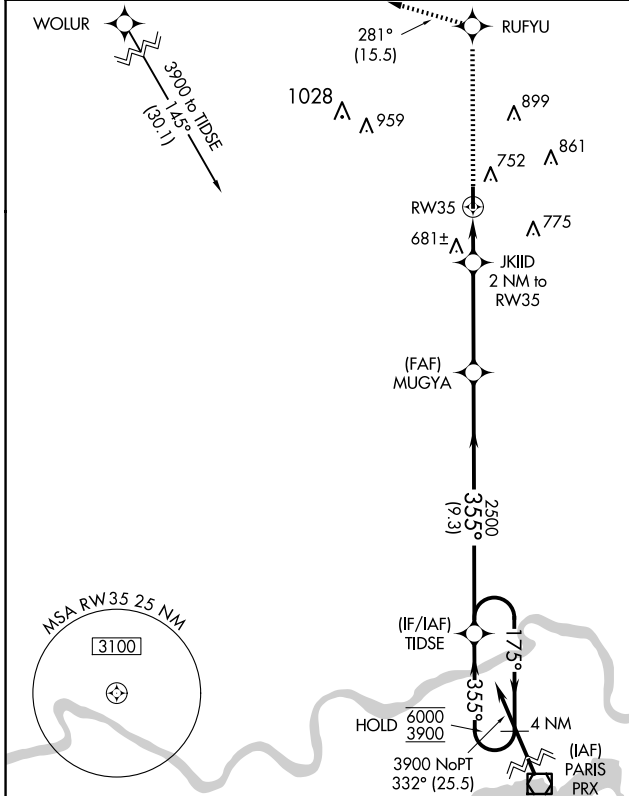 WOLUR
3900 to TIDSE
145°
(30.1)
281°
(15.5)
RUFYU
1028
959
899
861
752
RW35
775
681±
JKIID
2 NM to
RW35
(FAF)
MUGYA
2500
355°
(9.3)
MSA RW35 25 NM
3100
(IF/IAF)
TIDSE
175°
355°
HOLD
6000
3900
4 NM
3900 NoPT
332° (25.5)
(IAF)
PARIS
PRX